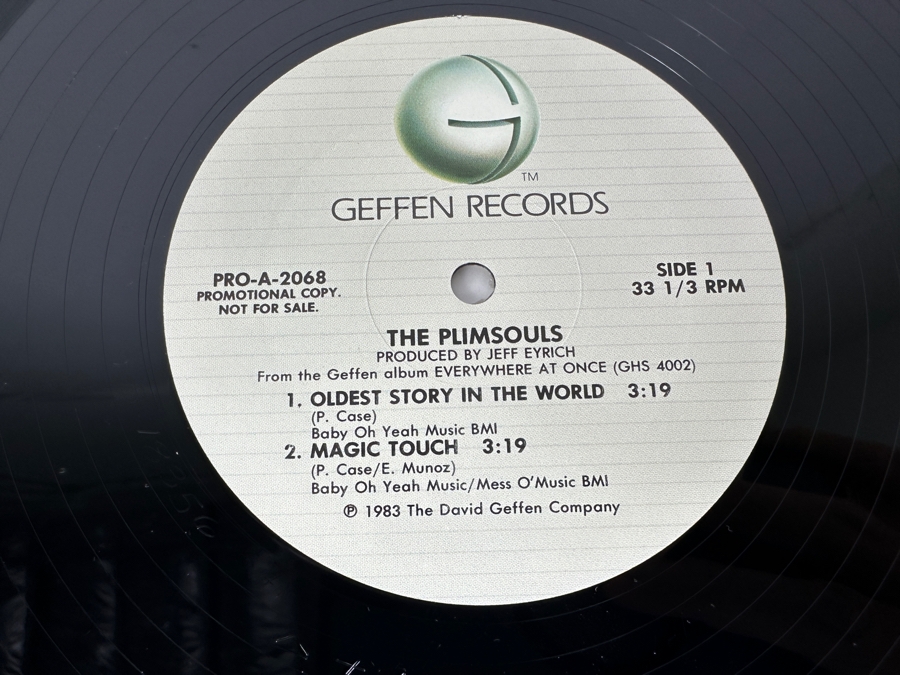 TM
GEFFEN RECORDS
PRO-A-2068
PROMOTIONAL COPY.
NOT FOR SALE.
SIDE 1
33 1/3 RPM
THE PLIMSOULS
PRODUCED BY JEFF EYRICH
From the Geffen album EVERYWHERE AT ONCE (GHS 4002)
1. OLDEST STORY IN THE WORLD 3:19
(P. Case)
Baby Oh Yeah Music BMI
2. MAGIC TOUCH 3:19
(P. Case/E. Munoz)
Baby Oh Yeah Music/Mess O'Music BMI
℗ 1983 The David Geffen Company